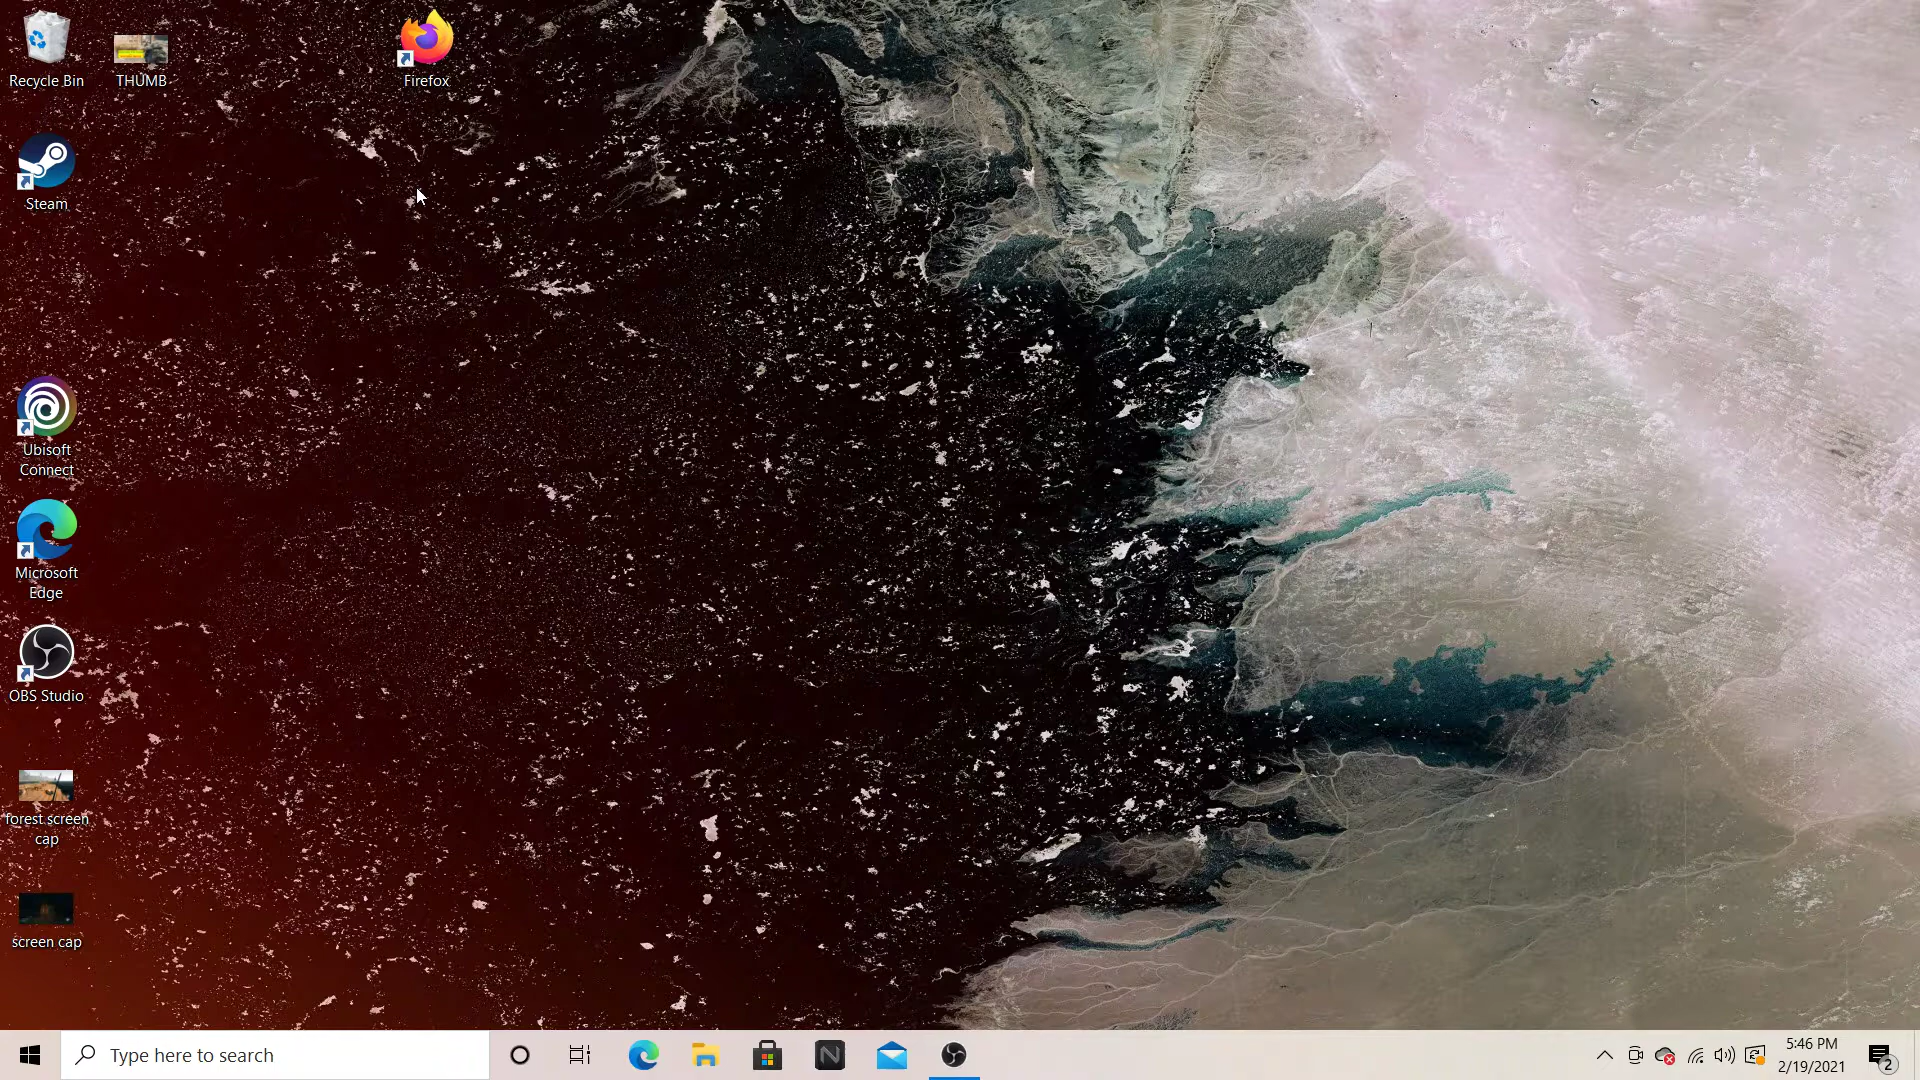 Recycle Bin
THUMB
Firefox
Steam
Ubisoft
Connect
Microsoft
Edge
OBS Studio
forest screen
cap
screen cap
Type here to search
N
5:46 PM
2/19/2021
2